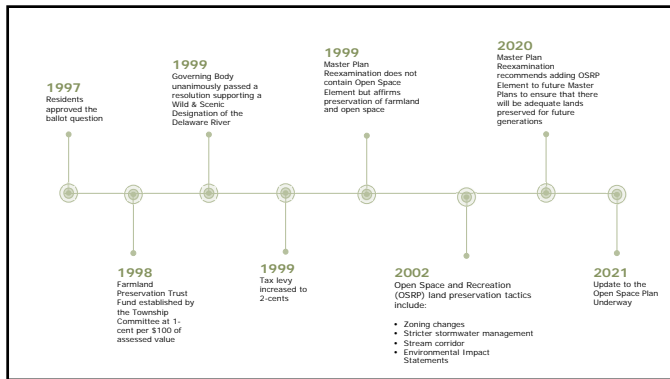 1997
Residents
approved the
ballot question
1998
Farmland
Preservation Trust
Fund established by
the Township
Committee at 1-
cent per $100 of
assessed value
1999
Governing Body
unanimously passed a
resolution supporting a
Wild & Scenic
Designation of the
Delaware River
1999
Tax levy
increased to
2-cents
1999
Master Plan
Reexamination does not
contain Open Space
Element but affirms
preservation of farmland
and open space
2002
Open Space and Recreation
(OSRP) land preservation tactics
include:
• Zoning changes
• Stricter stormwater management
• Stream corridor
• Environmental Impact
Statements
2020
Master Plan
Reexamination
recommends adding OSRP
Element to future Master
Plans to ensure that there
will be adequate lands
preserved for future
generations
2021
Update to the
Open Space Plan
Underway